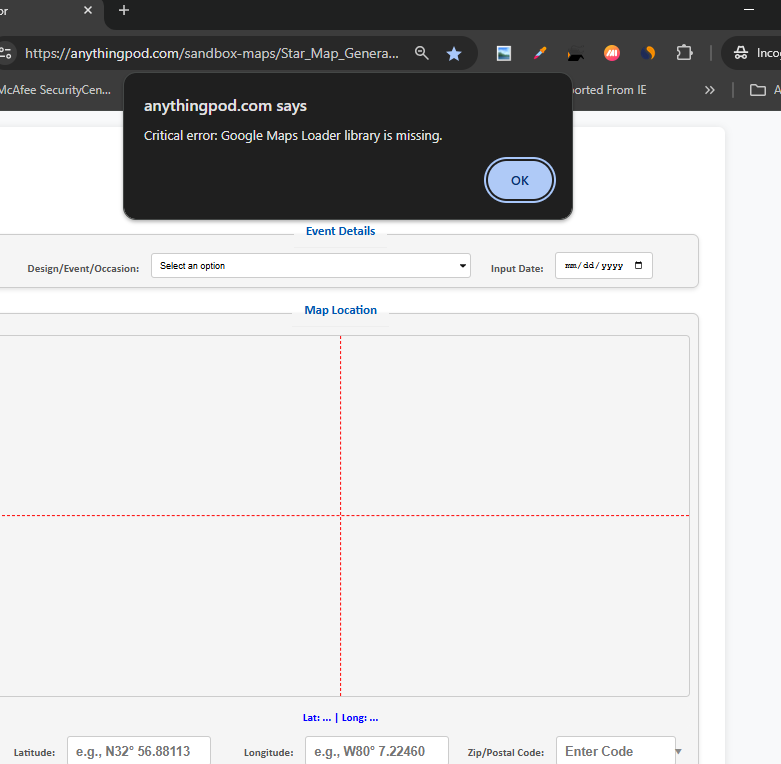 or
https://anythingpod.com/sandbox-maps/Star_Map_Genera...
Inco
McAfee SecurityCen...
orted From IE
A
anythingpod.com says
Critical error: Google Maps Loader library is missing.
OK
Event Details
Design/Event/Occasion:
Select an option
Input Date:
mm/dd/yyyy
Map Location
Lat: ... | Long: ...
Latitude:
e.g., N32° 56.88113
Longitude:
e.g., W80° 7.22460
Zip/Postal Code:
Enter Code